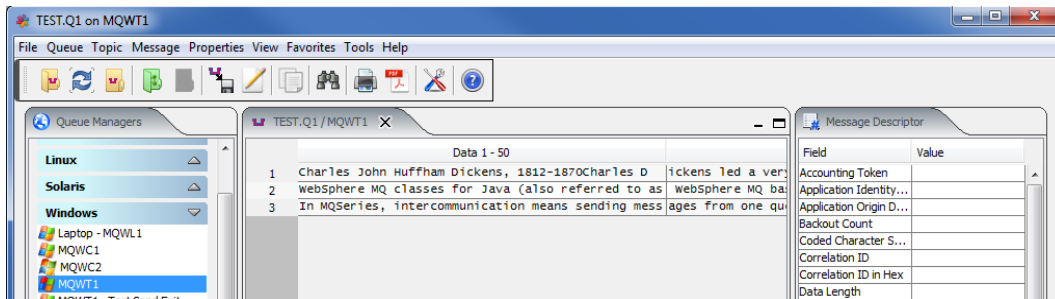 TEST.Q1 on MQWT1
File Queue Topic Message Properties View Favorites Tools Help
PDF
Queue Managers
Linux
Solaris
Windows
Laptop - MQWL1
MQWC1
MQWC2
MQWT1
TEST.Q1 / MQWT1
Data 1 - 50
1 Charles John Huffham Dickens, 1812-1870Charles D ickens led a very
2 WebSphere MQ classes for Java (also referred to as WebSphere MQ ba
3 In MQSeries, intercommunication means sending mess ages from one qu
Message Descriptor
Field Value
Accounting Token
Application Identity...
Application Origin D...
Backout Count
Coded Character S...
Correlation ID
Correlation ID in Hex
Data Length